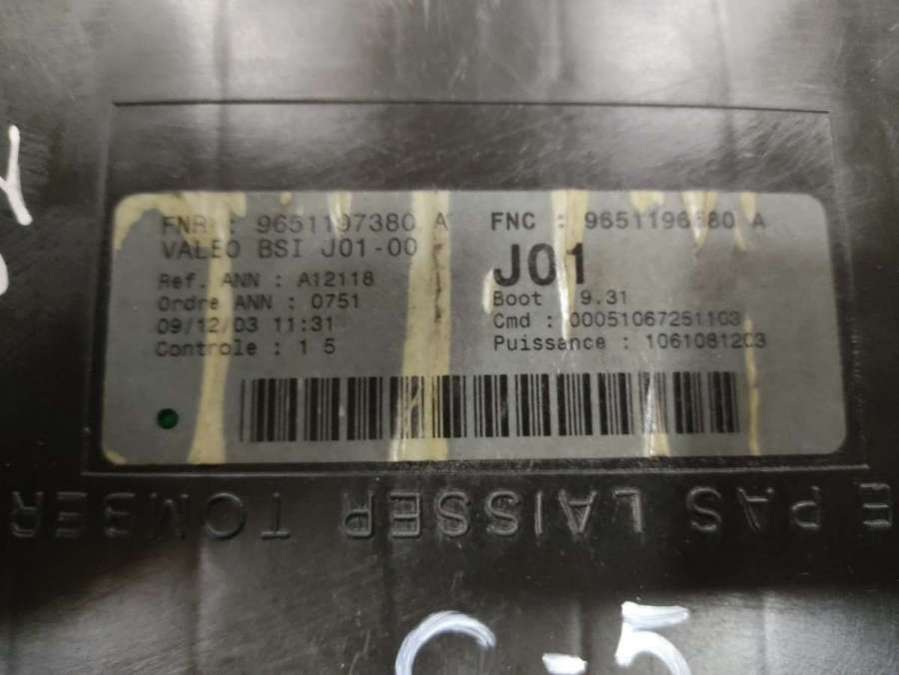 FNR : 9651197380 A
VALEO BSI J01-00
Ref. ANN : A12118
Ordre ANN : 0751
09/12/03 11:31
Controle : 1 5
FNC : 9651196680 A
J01
Boot : 9.31
Cmd : 00051067251103
Puissance : 1061081203
E PAS LAISSER TOMBER
C-5